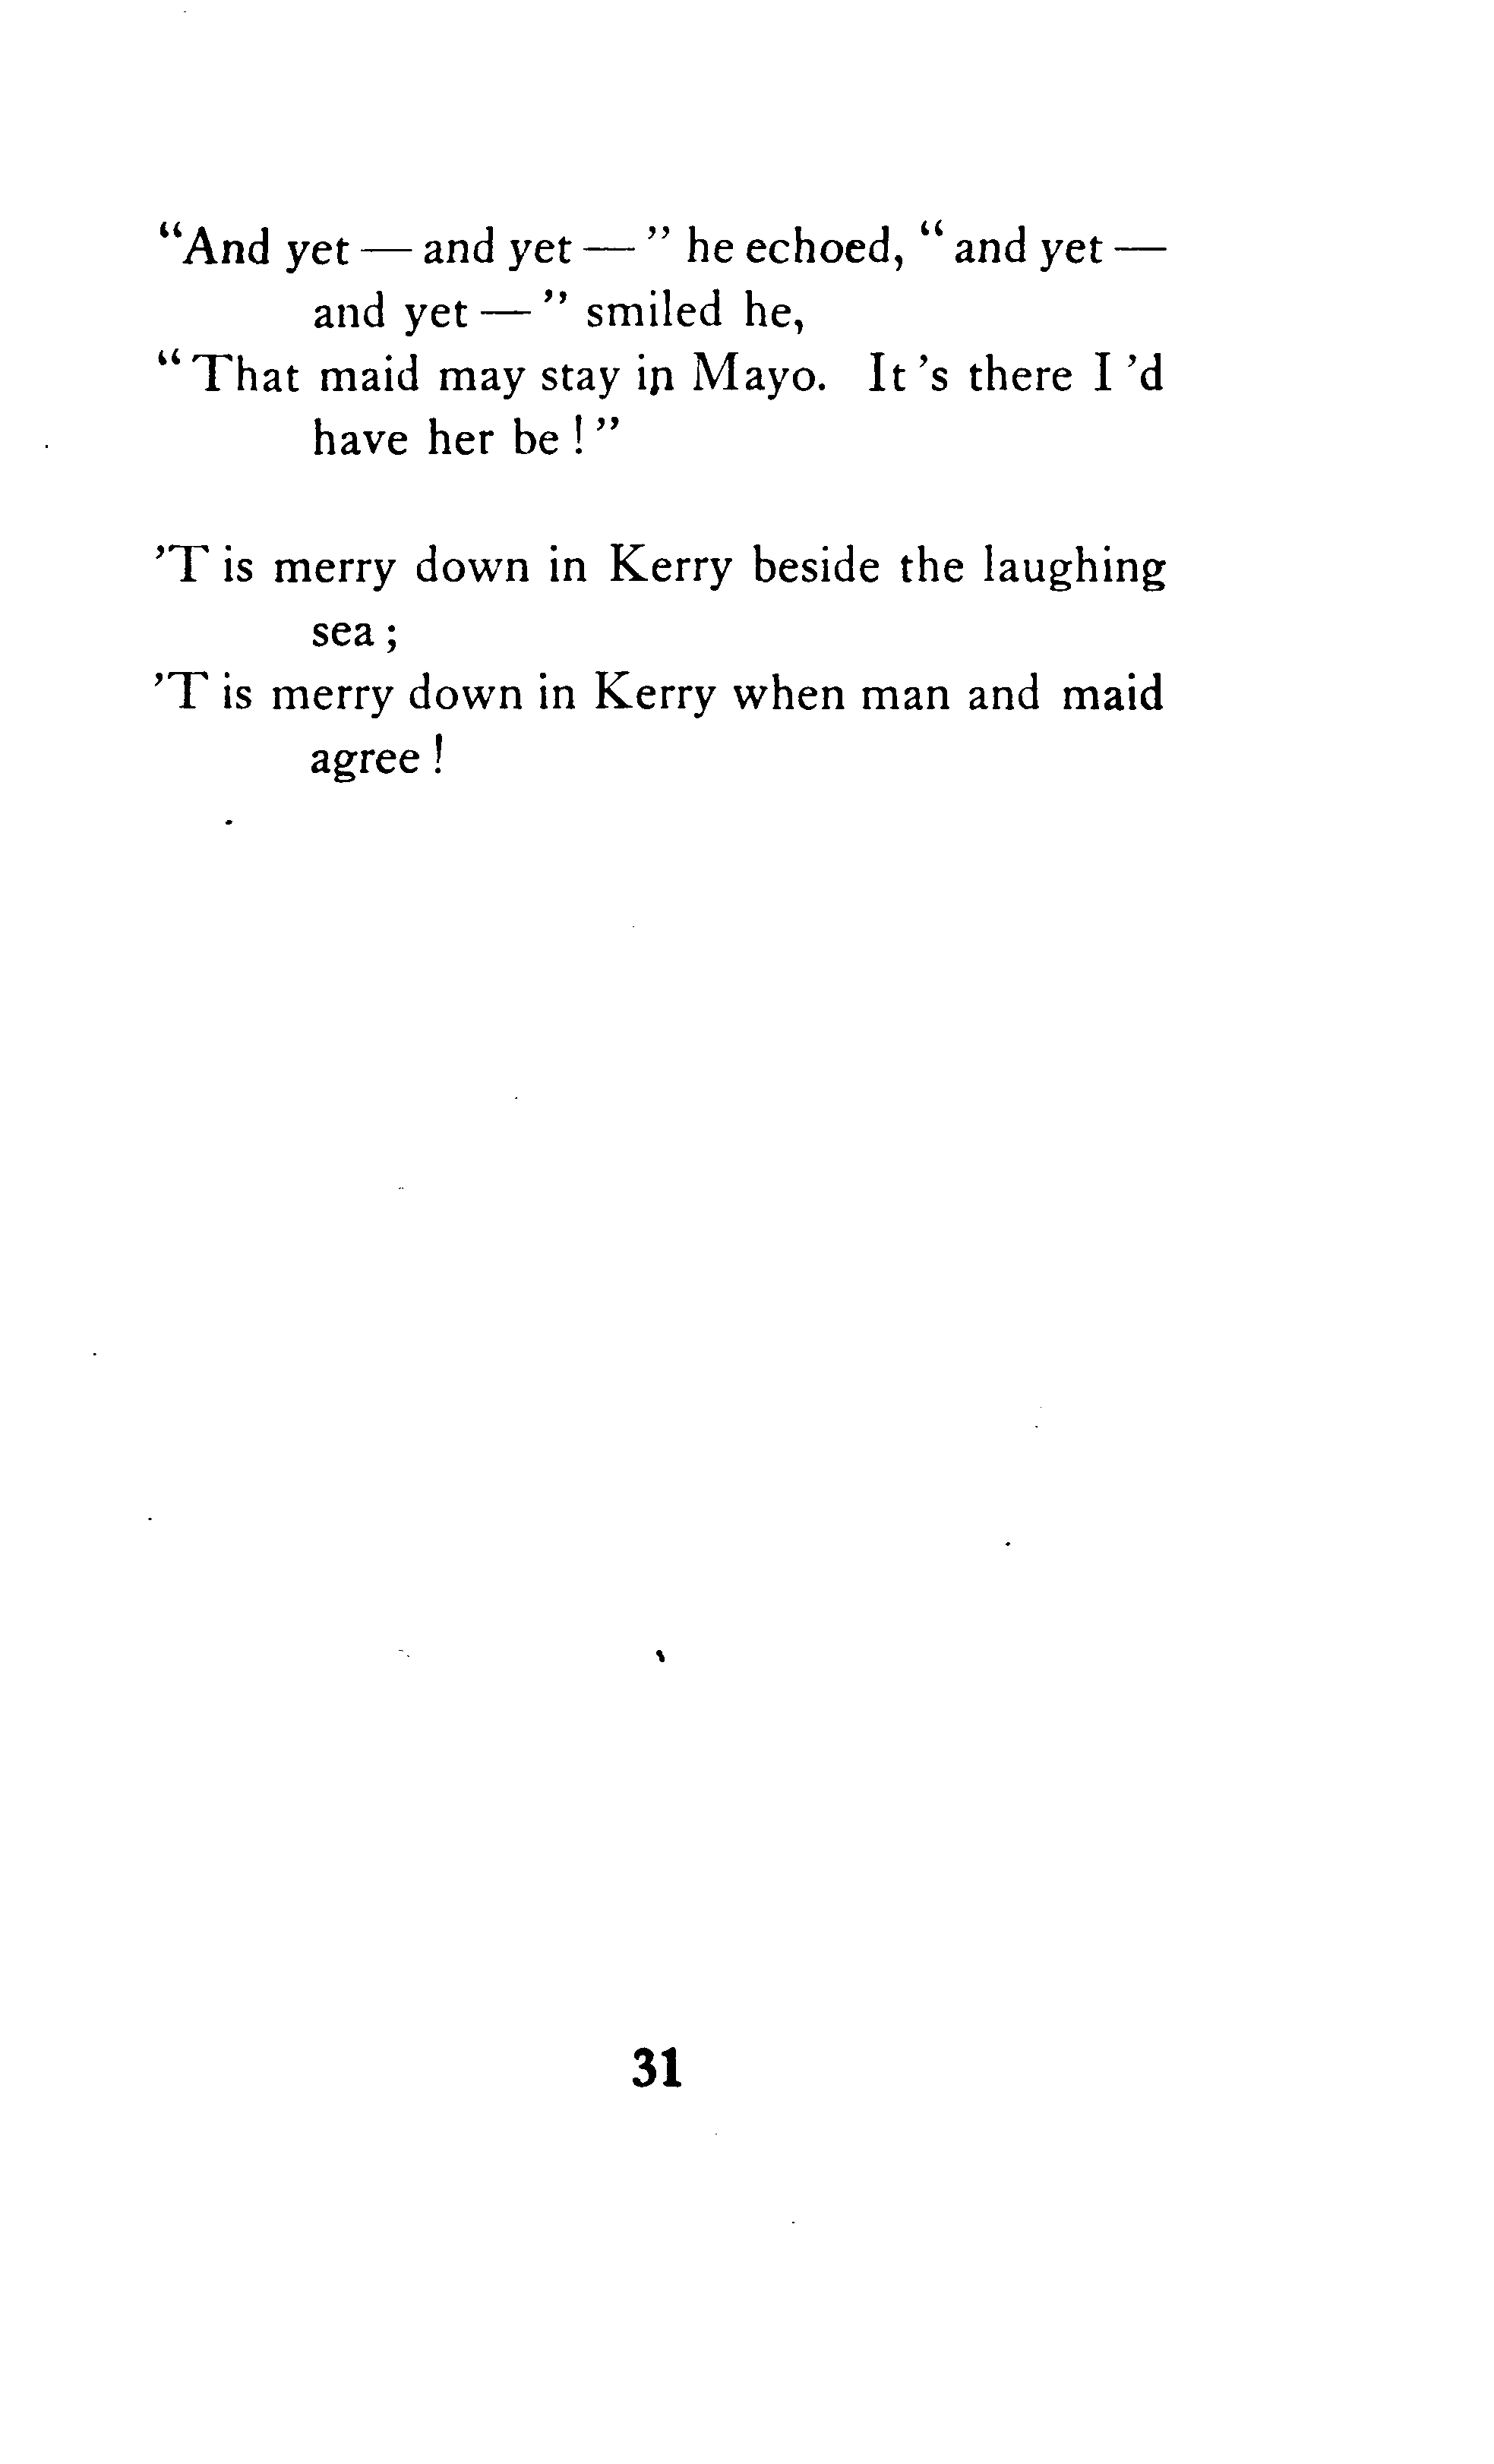 “And yet — and yet — ” he echoed, “ and yet —
and yet — ” smiled he,
“ That maid may stay in Mayo. It ’s there I ’d
have her be ! ”
’T is merry down in Kerry beside the laughing
sea ;
’T is merry down in Kerry when man and maid
agree !
31